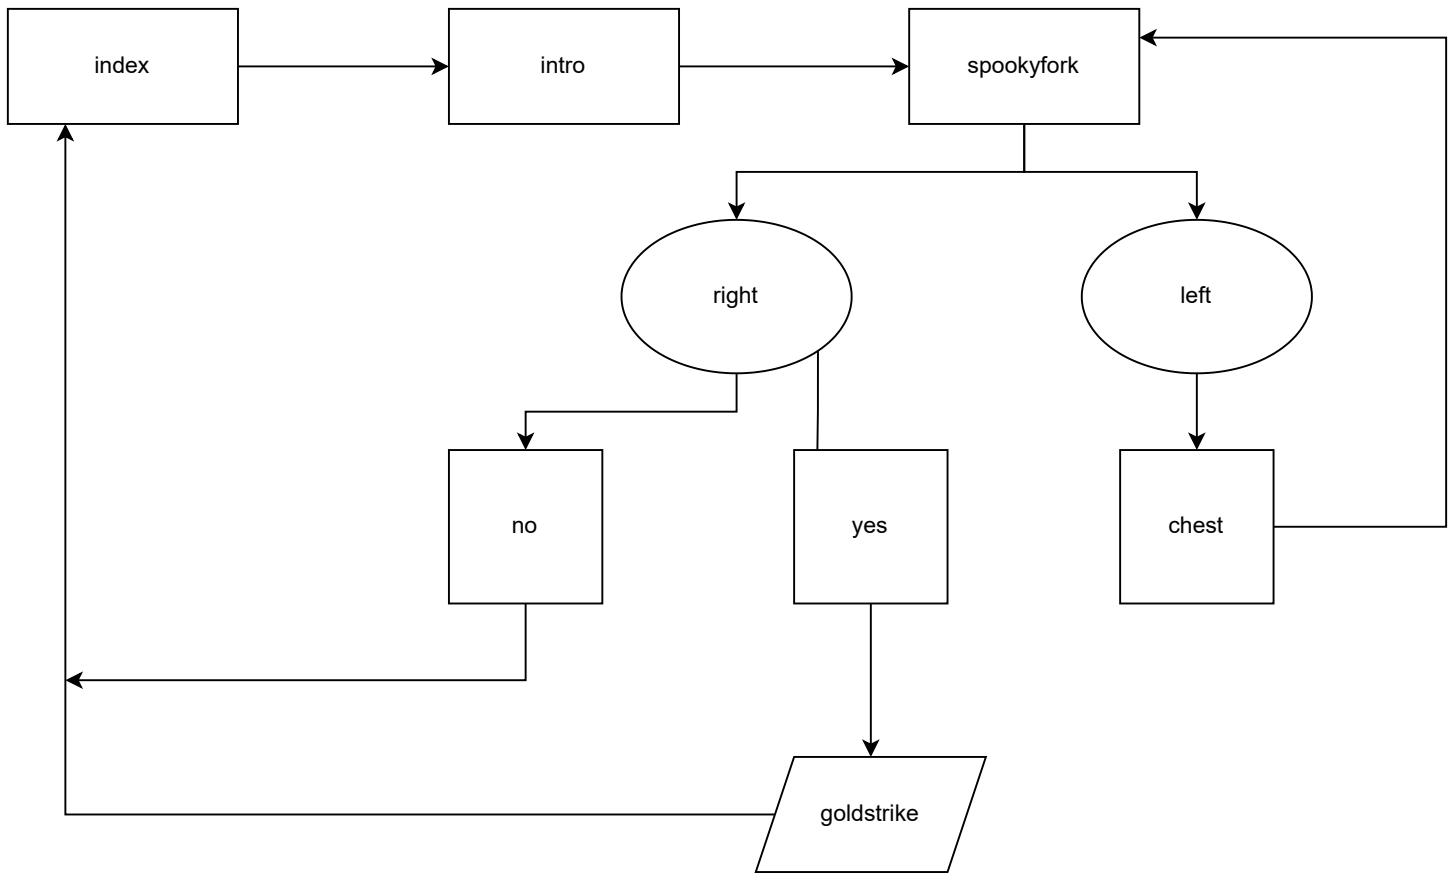 index
intro
spookyfork
right
left
no
yes
chest
goldstrike